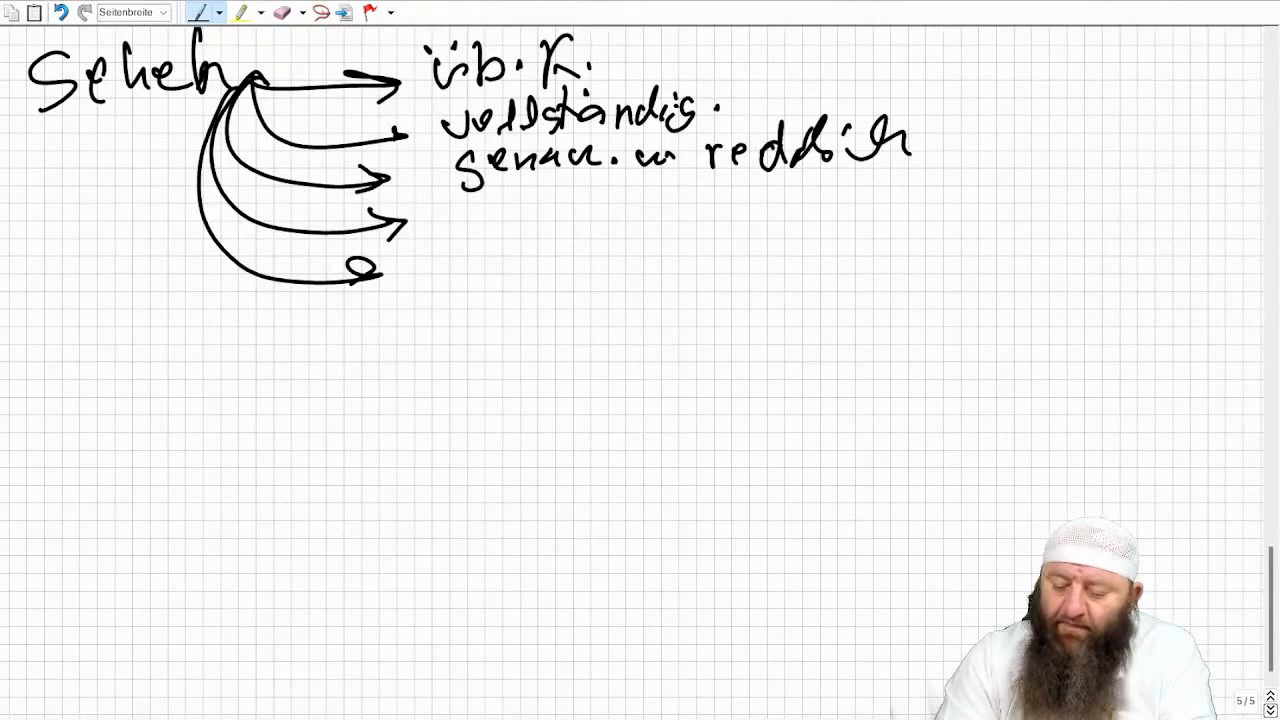 Seitenbreite
Sehen
üb. K.
vollständig.
genau. u redlich
5/5